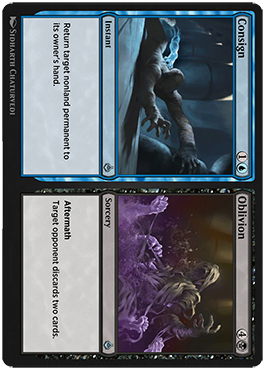 Consign
1
Instant
Return target nonland permanent to
its owner's hand.
SIDHARTH CHATURVEDI
Oblivion
4
Sorcery
Aftermath
Target opponent discards two cards.